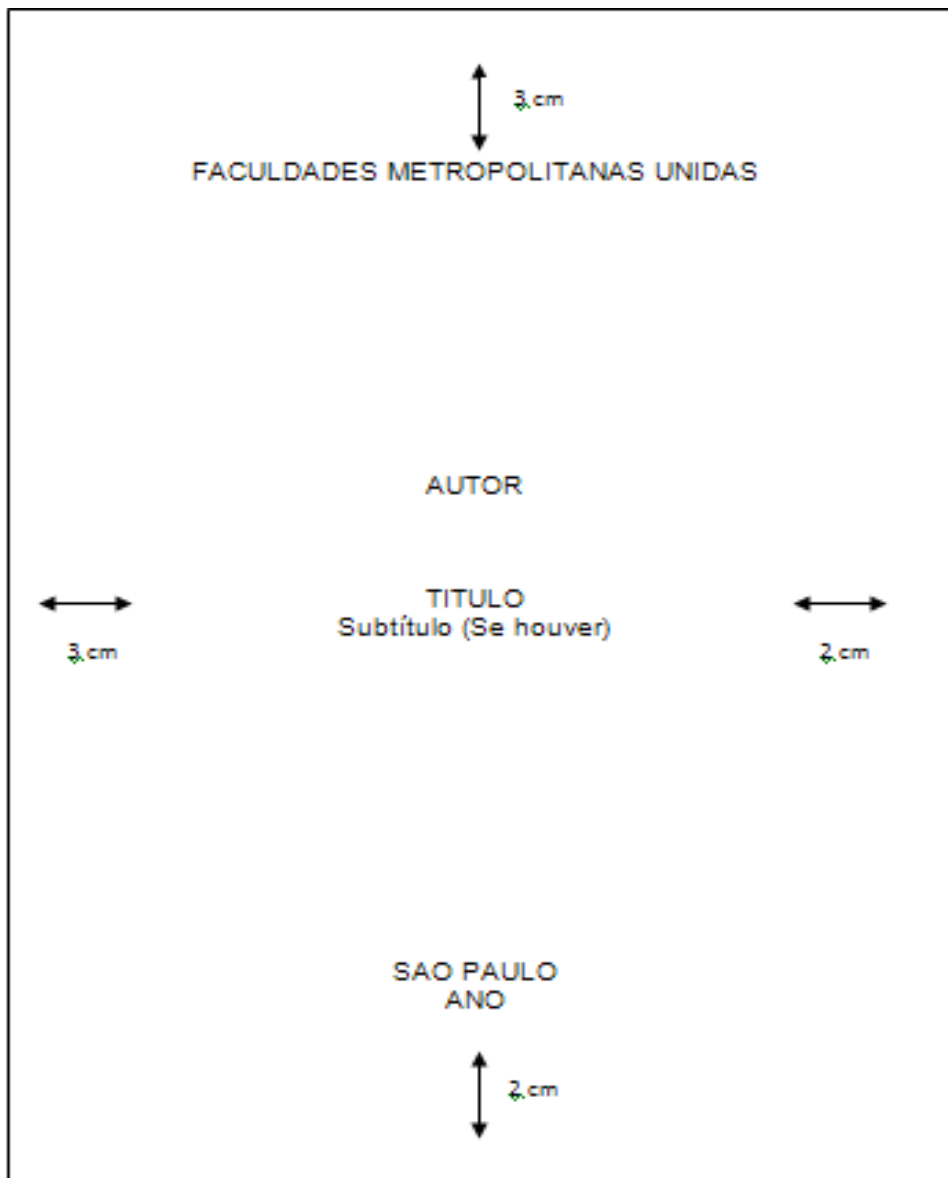 3 cm
FACULDADES METROPOLITANAS UNIDAS
AUTOR
TITULO
Subtítulo (Se houver)
3 cm
2 cm
SAO PAULO
ANO
2 cm